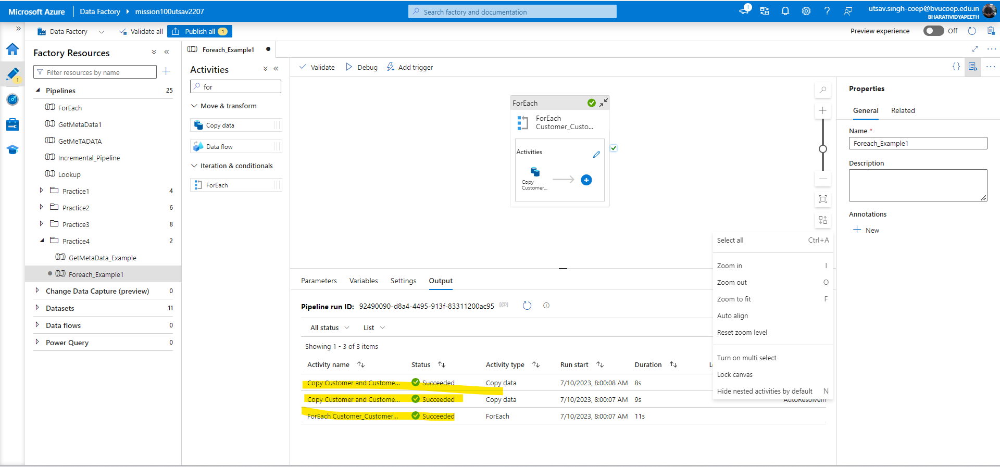 Microsoft Azure
Data Factory
mission100utsav2207
Search factory and documentation
1
utsav.singh-coep@bvucoep.edu.in
BHARATIVIDYAPEETH
Data Factory
Validate all
Publish all 1
Preview experience
Off
Factory Resources
Filter resources by name
1
Pipelines 25
ForEach
GetMetaData1
GetMeTADATA
Incremental_Pipeline
Lookup
Practice1 4
Practice2 6
Practice3 8
Practice4 2
GetMetaData_Example
Foreach_Example1
Change Data Capture (preview) 0
Datasets 11
Data flows 0
Power Query 0
Foreach_Example1
Activities
for
Move & transform
Copy data
Data flow
Iteration & conditionals
ForEach
Validate
Debug
Add trigger
{}
ForEach
ForEach
Customer_Custo...
Activities
Copy
Customer...
Select all Ctrl+A
Zoom in I
Zoom out O
Zoom to fit F
Auto align
Reset zoom level
Turn on multi select
Lock canvas
Hide nested activities by default N
Parameters
Variables
Settings
Output
Pipeline run ID: 92490090-d8a4-4495-913f-83311200ac95
All status
List
Showing 1 - 3 of 3 items
Activity name Status Activity type Run start Duration
Copy Customer and Custome... Succeeded Copy data 7/10/2023, 8:00:08 AM 8s
Copy Customer and Custome... Succeeded Copy data 7/10/2023, 8:00:07 AM 9s
AutoResolveIn
ForEach Customer_Customer... Succeeded ForEach 7/10/2023, 8:00:07 AM 11s
Properties
General
Related
Name *
Foreach_Example1
Description
Annotations
New